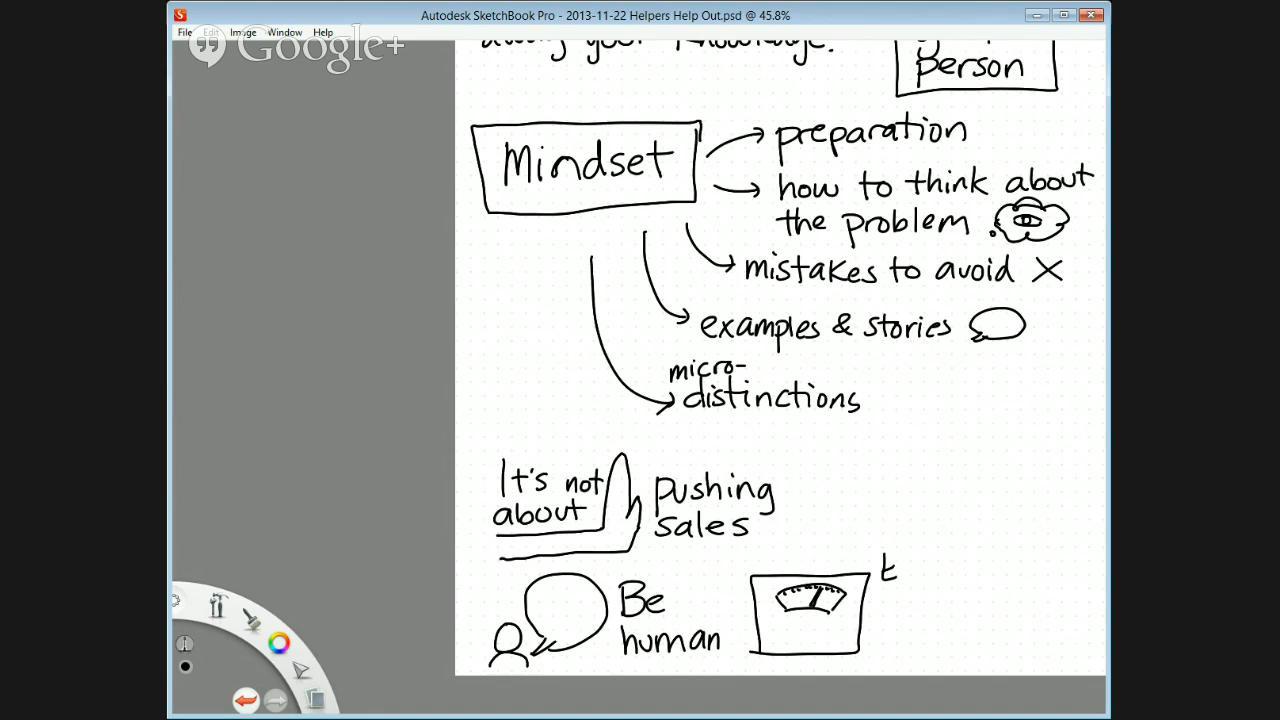 Autodesk SketchBook Pro - 2013-11-22 Helpers Help Out.psd @ 45.8%
File Edit Image Window Help
Google+
your knowledge.
person
Mindset
preparation
how to think about
the problem
mistakes to avoid X
examples & stories
micro-
distinctions
It's not
about
pushing
sales
Be
human
t